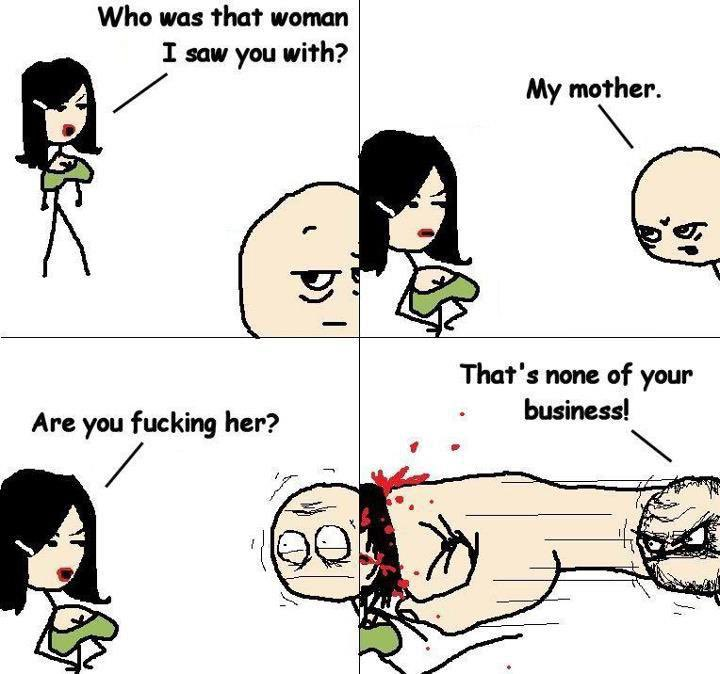 Who was that woman
I saw you with?
My mother.
Are you fucking her?
That's none of your
business!